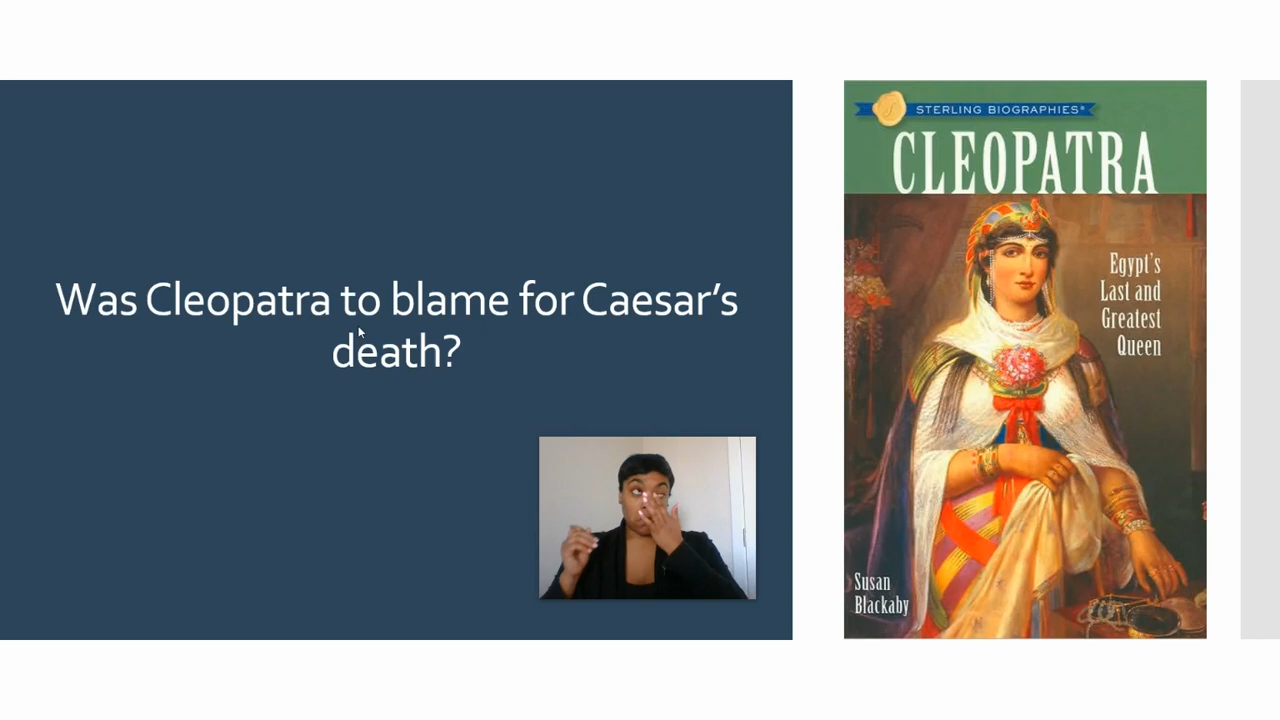 Was Cleopatra to blame for Caesar's
death?
STERLING BIOGRAPHIES®
CLEOPATRA
Egypt's
Last and
Greatest
Queen
Susan
Blackaby